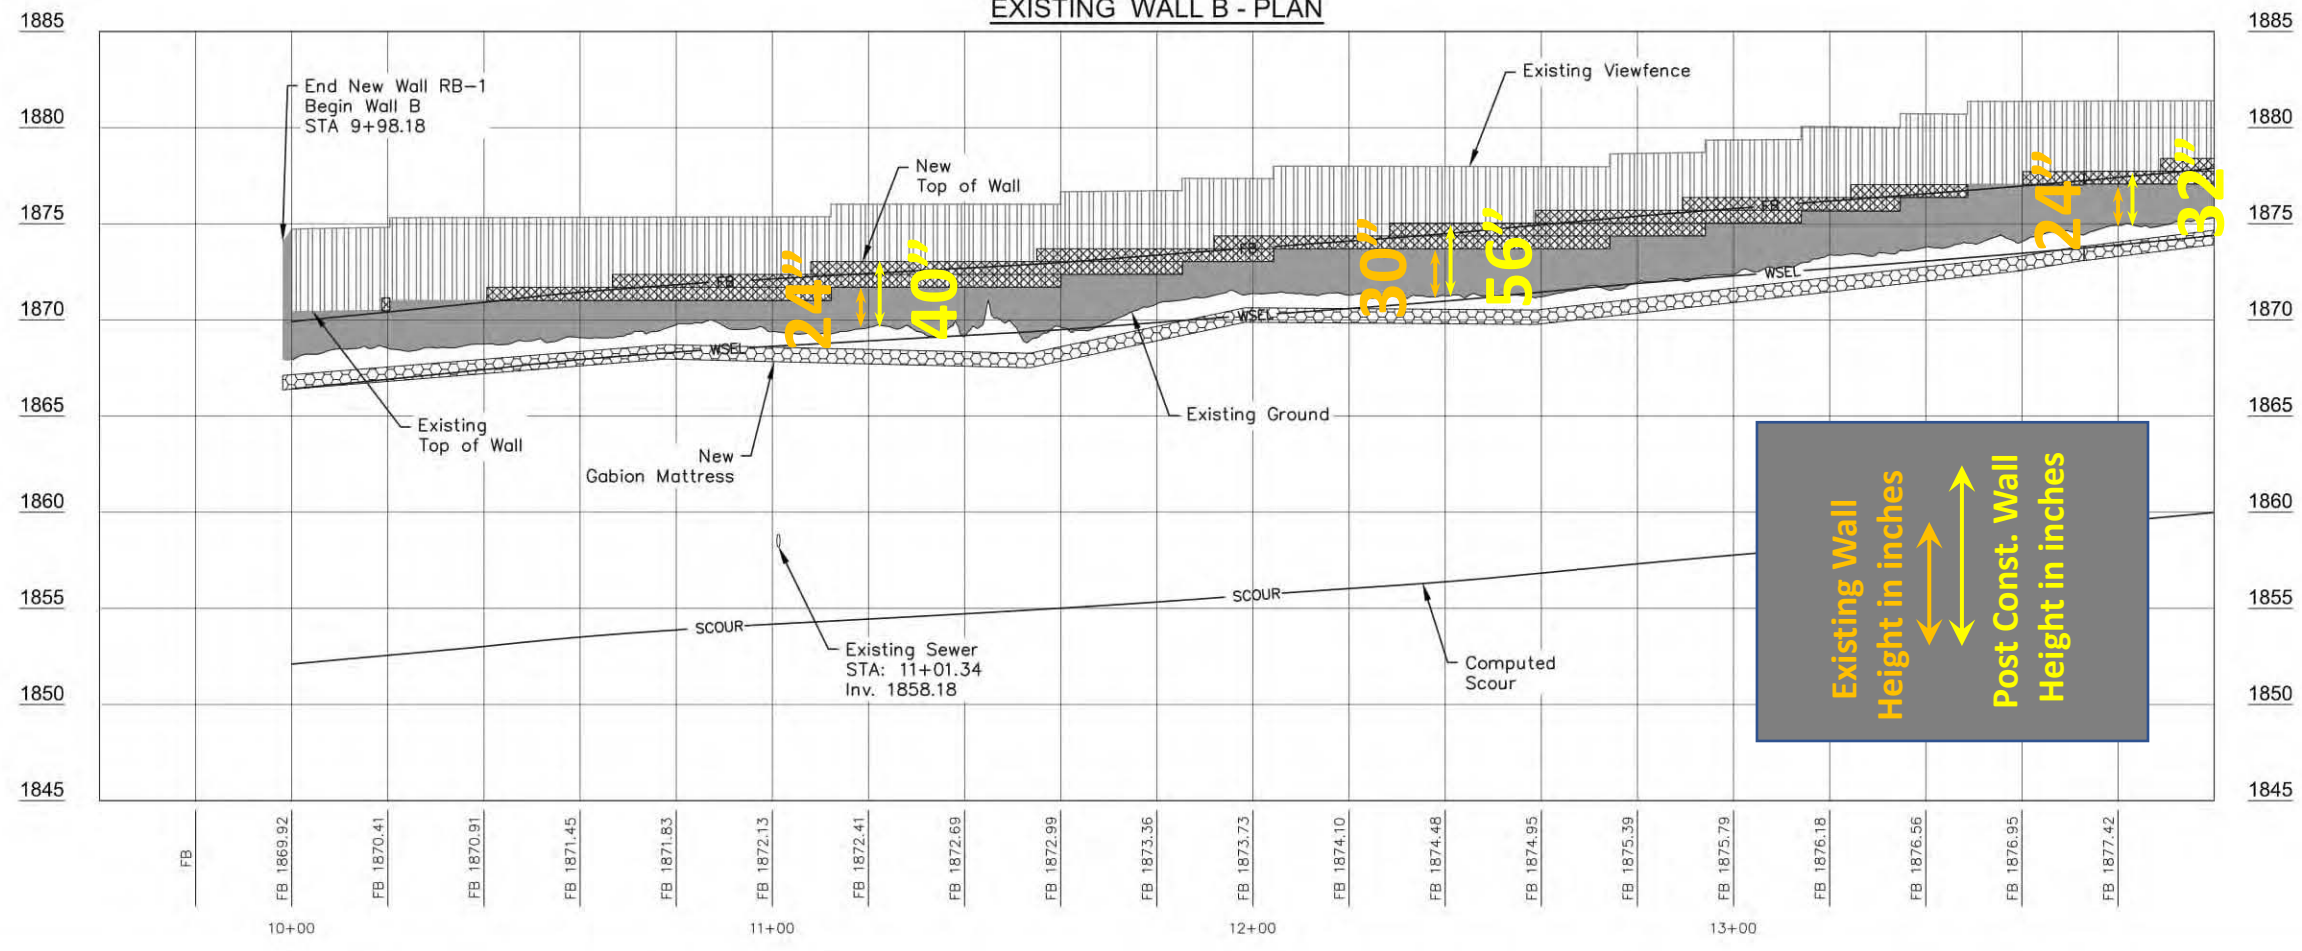 EXISTING WALL B - PLAN
1885
1885
End New Wall RB-1
Begin Wall B
STA 9+98.18
Existing Viewfence
1880
1880
New
Top of Wall
24"
32"
1875
1875
FB
FB
FB
30"
56"
24"
40"
WSEL
WSEL
WSEL
1870
1870
Existing
Top of Wall
Existing Ground
1865
1865
New
Gabion Mattress
1860
1860
Existing Wall
Height in inches
Post Const. Wall
Height in inches
SCOUR
SCOUR
1855
1855
Existing Sewer
STA: 11+01.34
Inv. 1858.18
Computed
Scour
1850
1850
1845
1845
FB
FB 1869.92
FB 1870.41
FB 1870.91
FB 1871.45
FB 1871.83
FB 1872.13
FB 1872.41
FB 1872.69
FB 1872.99
FB 1873.36
FB 1873.73
FB 1874.10
FB 1874.48
FB 1874.95
FB 1875.39
FB 1875.79
FB 1876.18
FB 1876.56
FB 1876.95
FB 1877.42
10+00
11+00
12+00
13+00